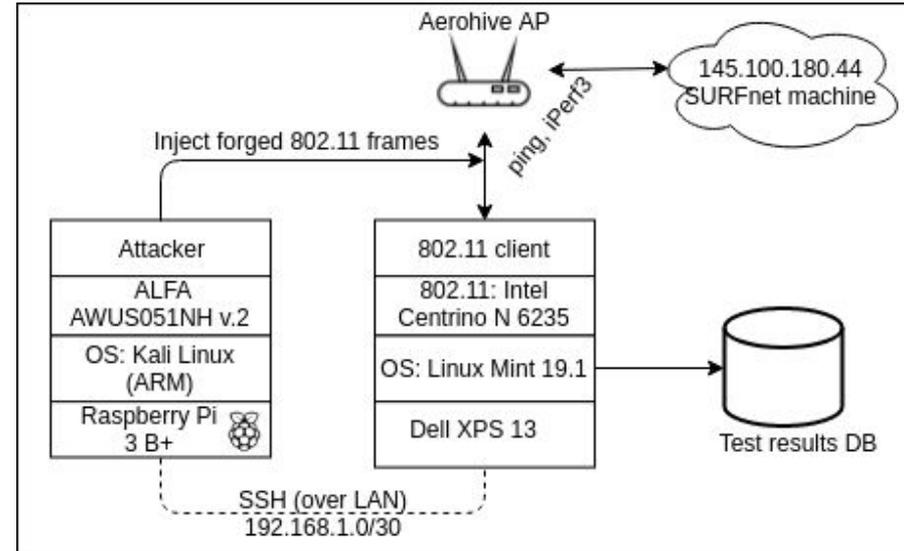 Aerohive AP
145.100.180.44
SURFnet machine
ping, iPerf3
Inject forged 802.11 frames
Attacker
ALFA
AWUS051NH v.2
OS: Kali Linux
(ARM)
Raspberry Pi
3 B+
802.11 client
802.11: Intel
Centrino N 6235
OS: Linux Mint 19.1
Dell XPS 13
Test results DB
SSH (over LAN)
192.168.1.0/30